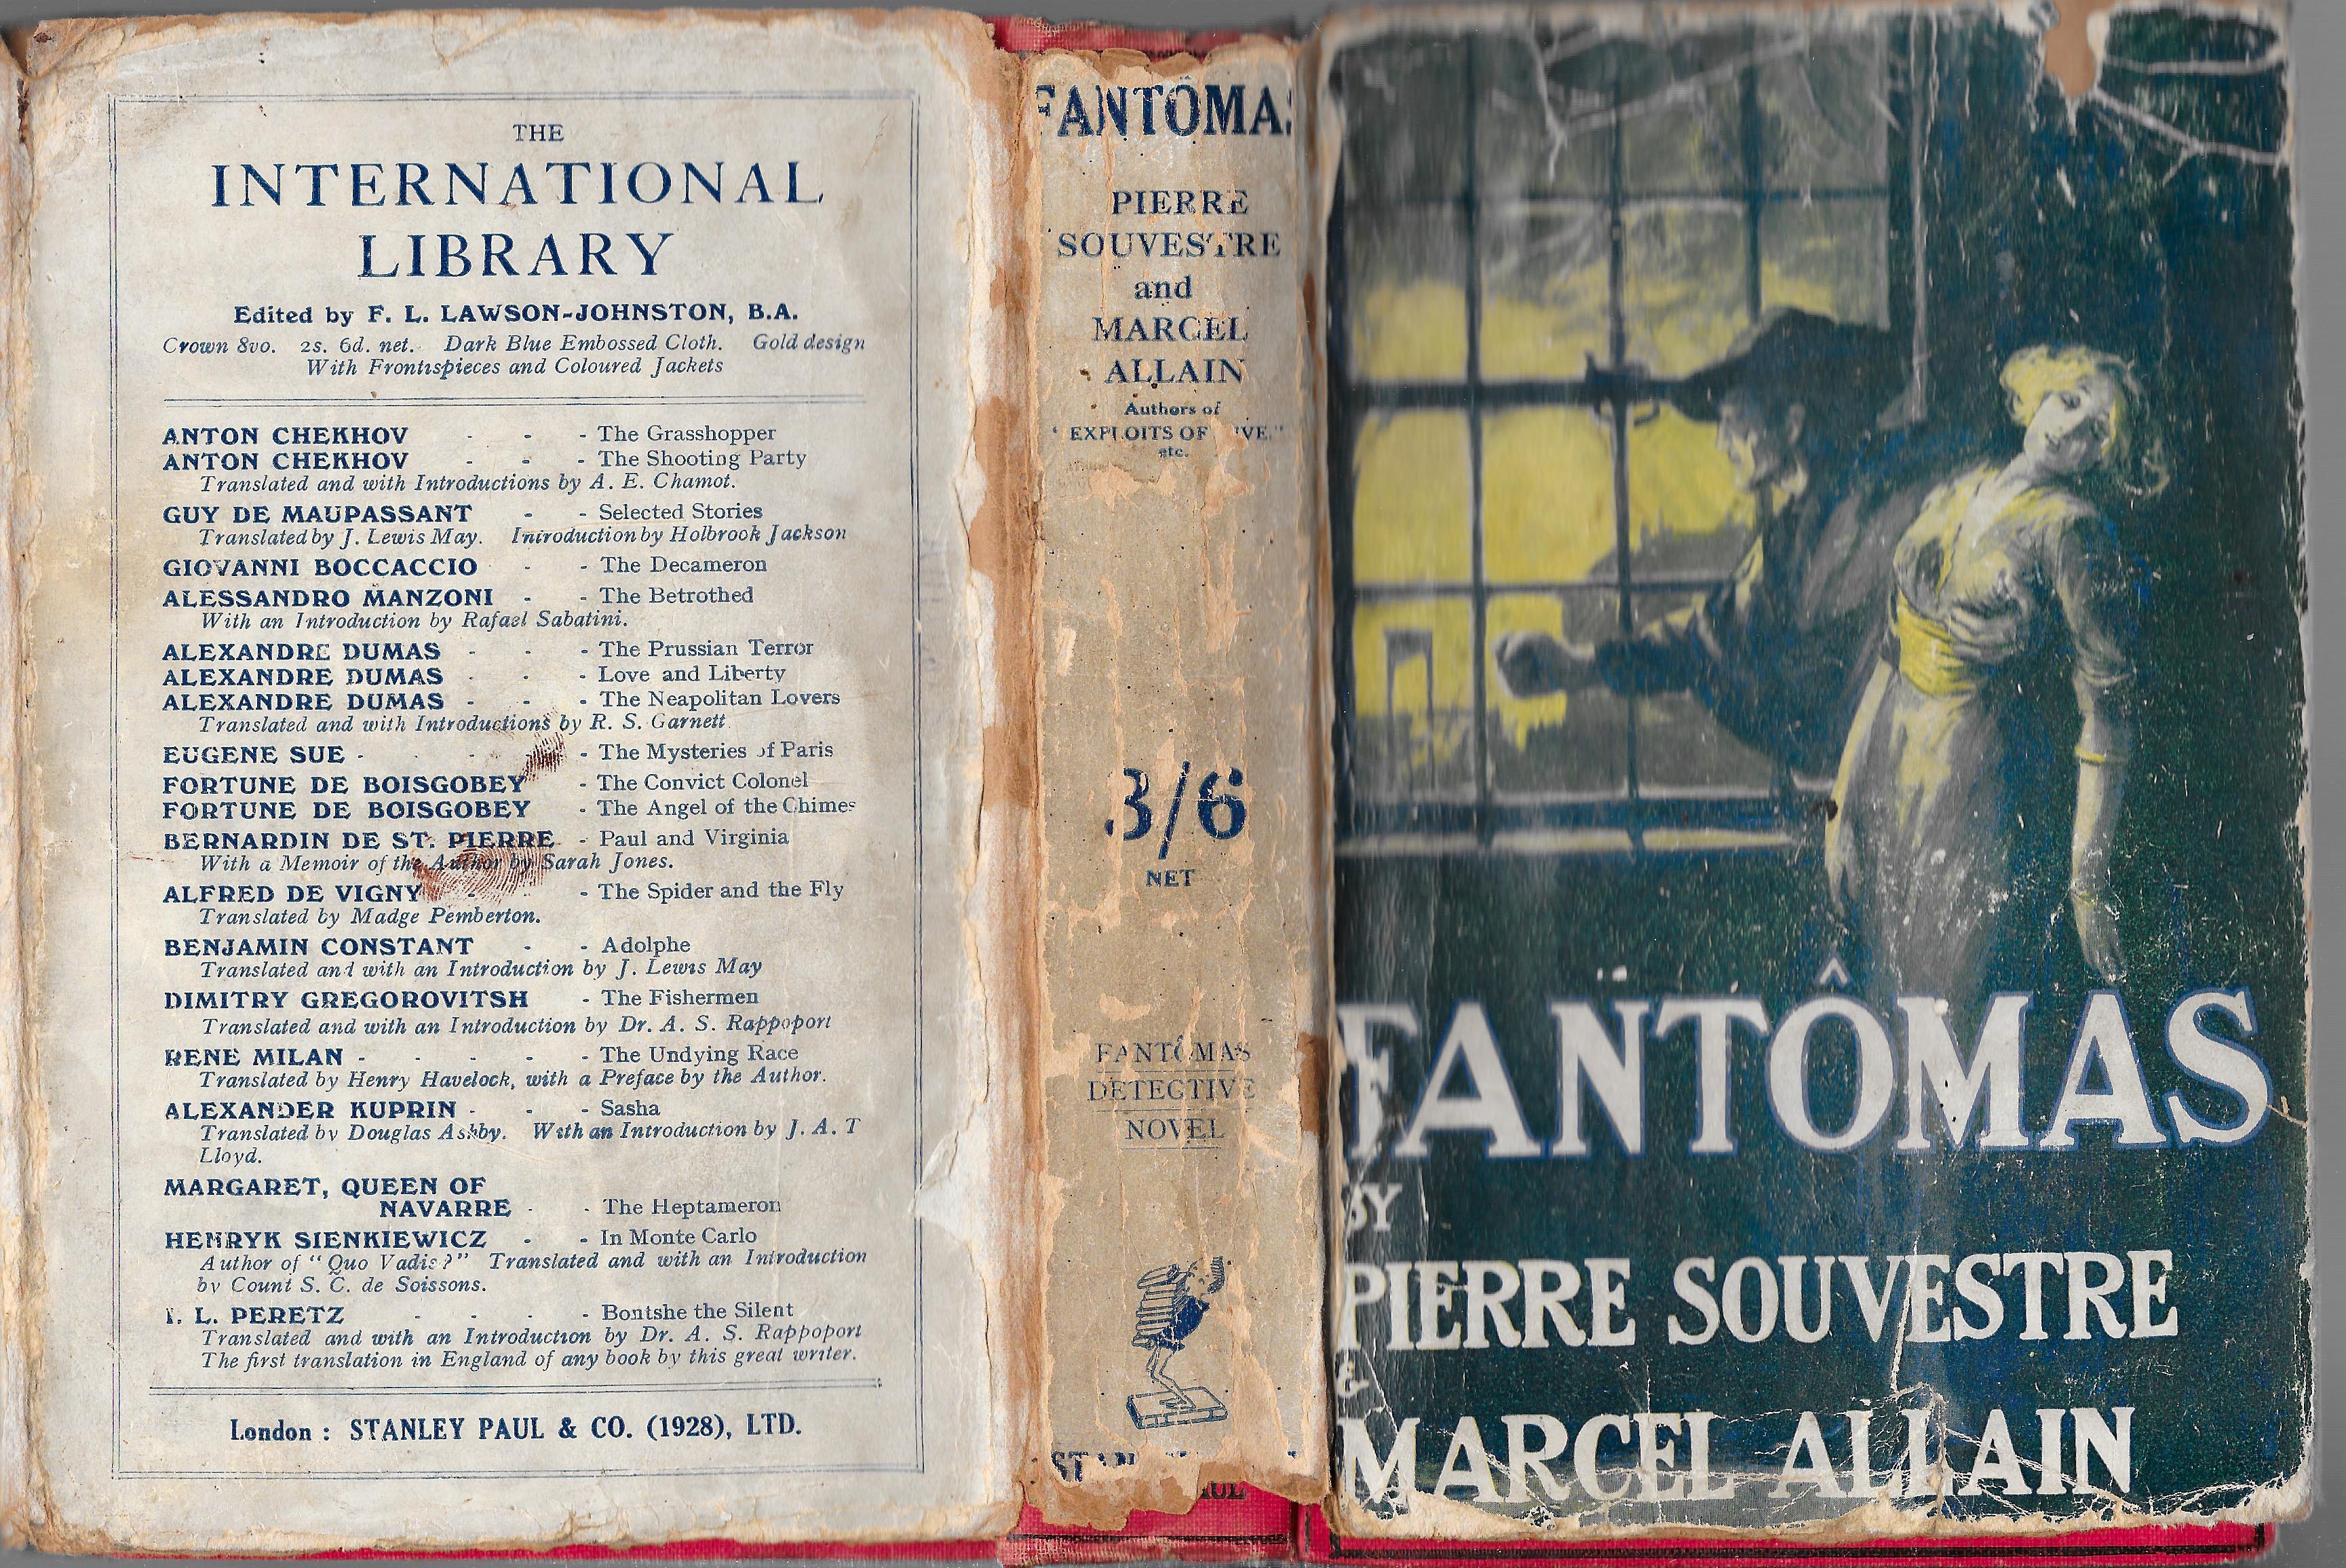 THE
INTERNATIONAL
LIBRARY
Edited by F. L. LAWSON-JOHNSTON, B.A.
Crown 8vo. 2s. 6d. net. Dark Blue Embossed Cloth. Gold design
With Frontispieces and Coloured Jackets
ANTON CHEKHOV - - - The Grasshopper
ANTON CHEKHOV - - - The Shooting Party
Translated and with Introductions by A. E. Chamot.
GUY DE MAUPASSANT - - Selected Stories
Translated by J. Lewis May. Introduction by Holbrook Jackson
GIOVANNI BOCCACCIO - - The Decameron
ALESSANDRO MANZONI - - The Betrothed
With an Introduction by Rafael Sabatini.
ALEXANDRE DUMAS - - - The Prussian Terror
ALEXANDRE DUMAS - - - Love and Liberty
ALEXANDRE DUMAS - - - The Neapolitan Lovers
Translated and with Introductions by R. S. Garnett
EUGENE SUE - - - - The Mysteries of Paris
FORTUNE DE BOISGOBEY - The Convict Colonel
FORTUNE DE BOISGOBEY - The Angel of the Chimes
BERNARDIN DE ST. PIERRE - Paul and Virginia
With a Memoir of the Author by Sarah Jones.
ALFRED DE VIGNY - - The Spider and the Fly
Translated by Madge Pemberton.
BENJAMIN CONSTANT - - Adolphe
Translated and with an Introduction by J. Lewis May
DIMITRY GREGOROVITSH - The Fishermen
Translated and with an Introduction by Dr. A. S. Rappoport
RENE MILAN - - - - - The Undying Race
Translated by Henry Havelock, with a Preface by the Author.
ALEXANDER KUPRIN - - - Sasha
Translated by Douglas Ashby. With an Introduction by J. A. T
Lloyd.
MARGARET, QUEEN OF
NAVARRE - - The Heptameron
HENRYK SIENKIEWICZ - - In Monte Carlo
Author of "Quo Vadis?" Translated and with an Introduction
by Count S. C. de Soissons.
I. L. PERETZ - - - - Bontshe the Silent
Translated and with an Introduction by Dr. A. S. Rappoport
The first translation in England of any book by this great writer.
London : STANLEY PAUL & CO. (1928), LTD.
FANTÔMAS
PIERRE
SOUVESTRE
and
MARCEL
ALLAIN
Authors of
EXPLOITS OF
etc.
3/6
NET
FANTÔMAS
DETECTIVE
NOVEL
FANTÔMAS
BY
PIERRE SOUVESTRE
&
MARCEL ALLAIN